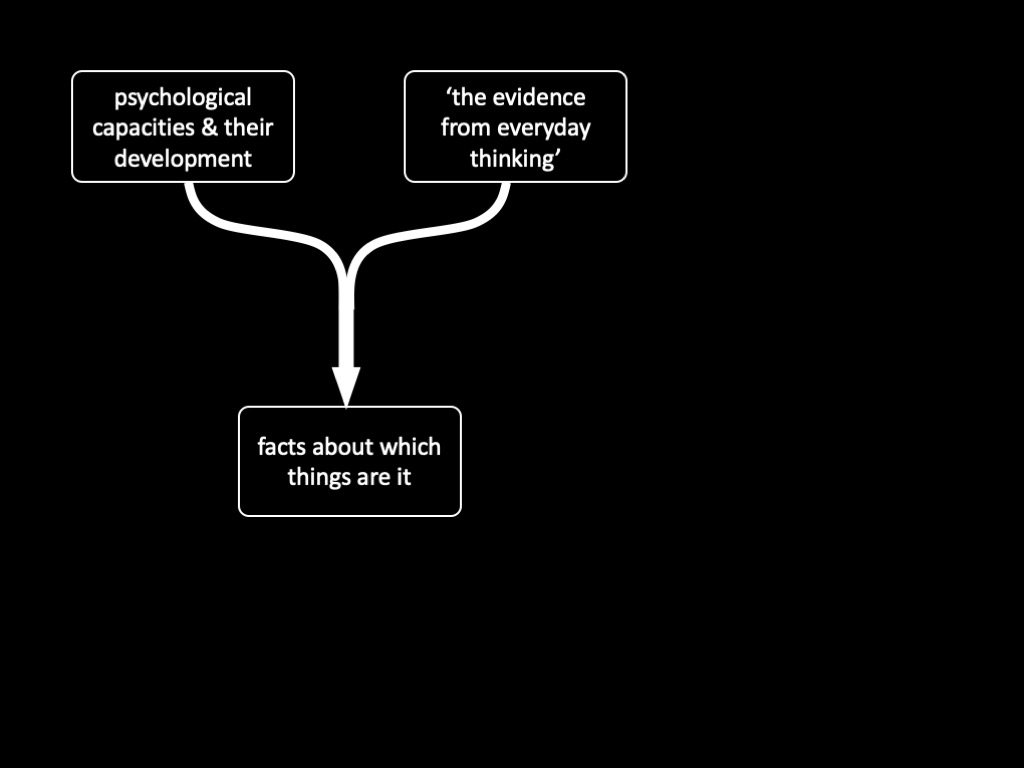 psychological
capacities & their
development
‘the evidence
from everyday
thinking’
facts about which
things are it